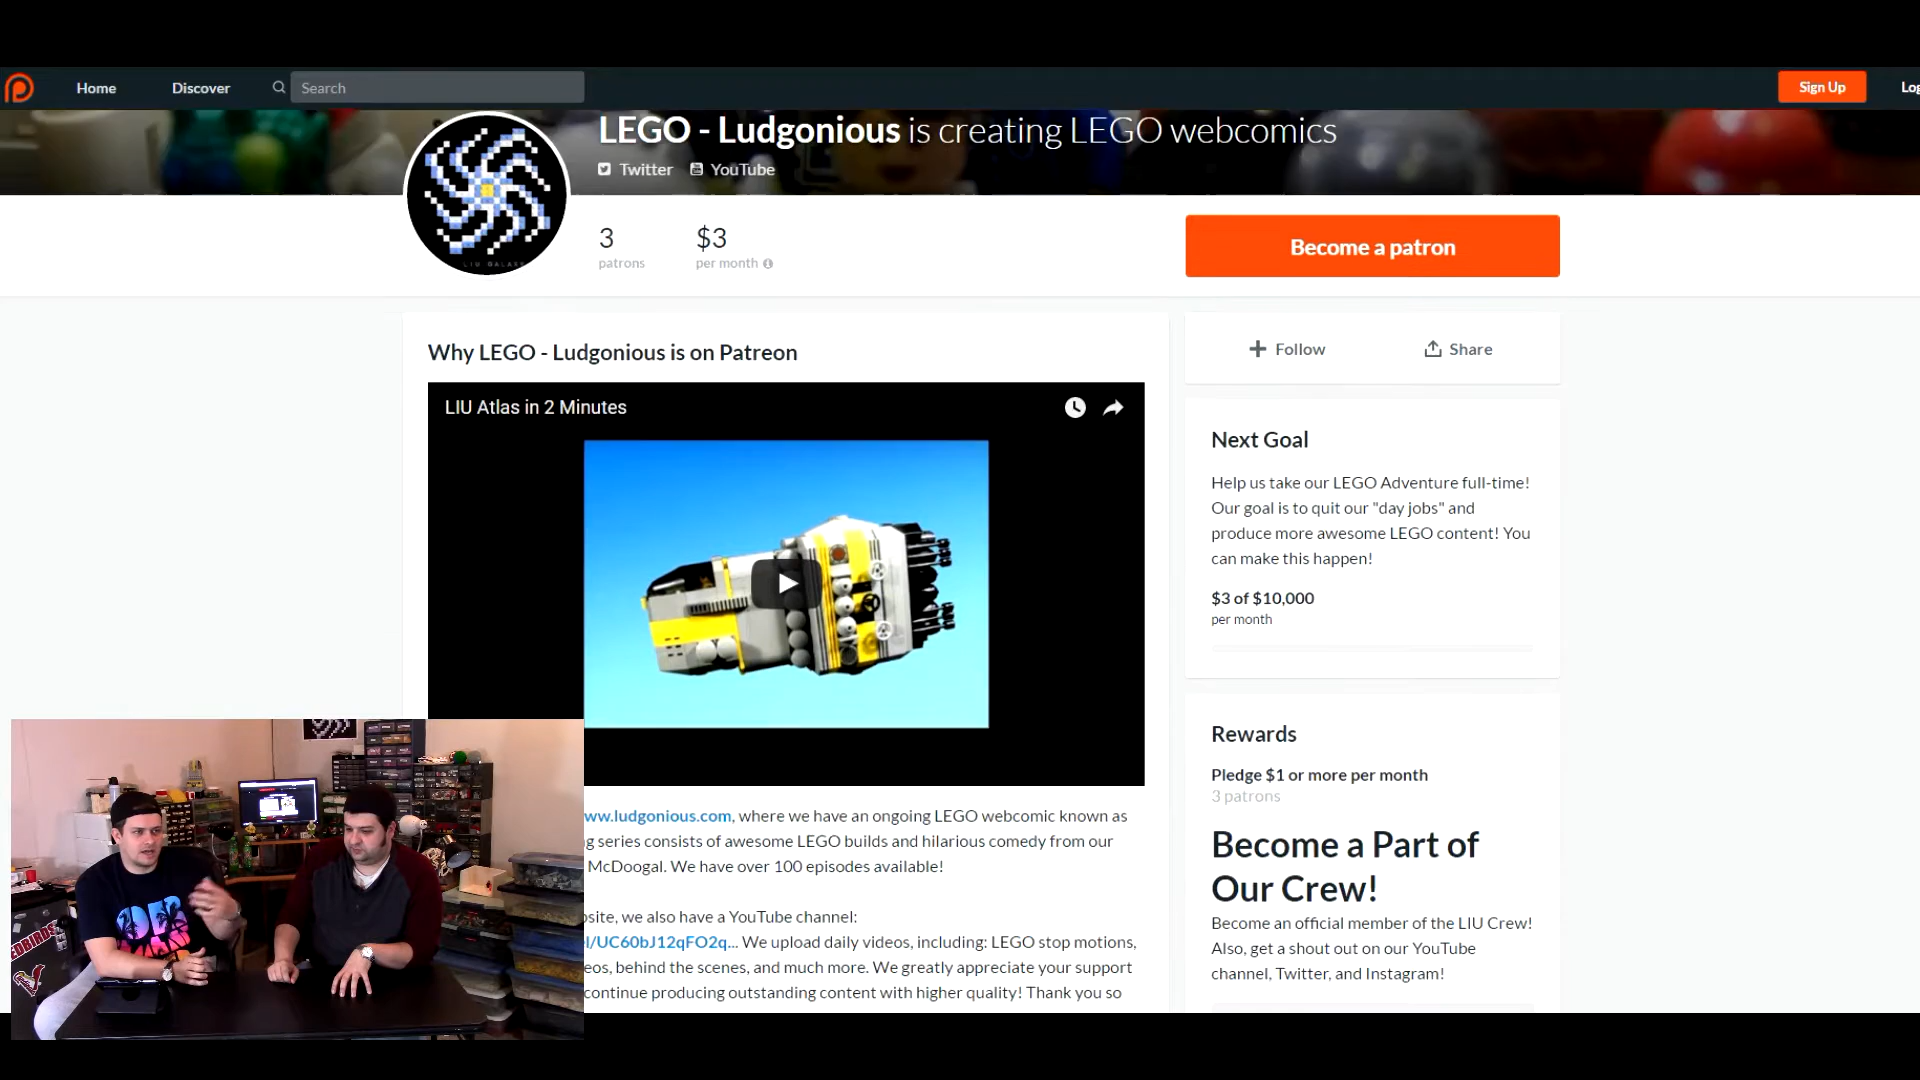 Home Discover Search Sign Up Log
LEGO - Ludgonious is creating LEGO webcomics
Twitter YouTube
3
patrons
$3
per month
Become a patron
LIU GALAXY
Why LEGO - Ludgonious is on Patreon
LIU Atlas in 2 Minutes
ww.ludgonious.com, where we have an ongoing LEGO webcomic known as
g series consists of awesome LEGO builds and hilarious comedy from our
McDoogal. We have over 100 episodes available!
site, we also have a YouTube channel:
l/UC60bJ12qFO2q... We upload daily videos, including: LEGO stop motions,
eos, behind the scenes, and much more. We greatly appreciate your support
continue producing outstanding content with higher quality! Thank you so
Follow Share
Next Goal
Help us take our LEGO Adventure full-time!
Our goal is to quit our "day jobs" and
produce more awesome LEGO content! You
can make this happen!
$3 of $10,000
per month
Rewards
Pledge $1 or more per month
3 patrons
Become a Part of
Our Crew!
Become an official member of the LIU Crew!
Also, get a shout out on our YouTube
channel, Twitter, and Instagram!